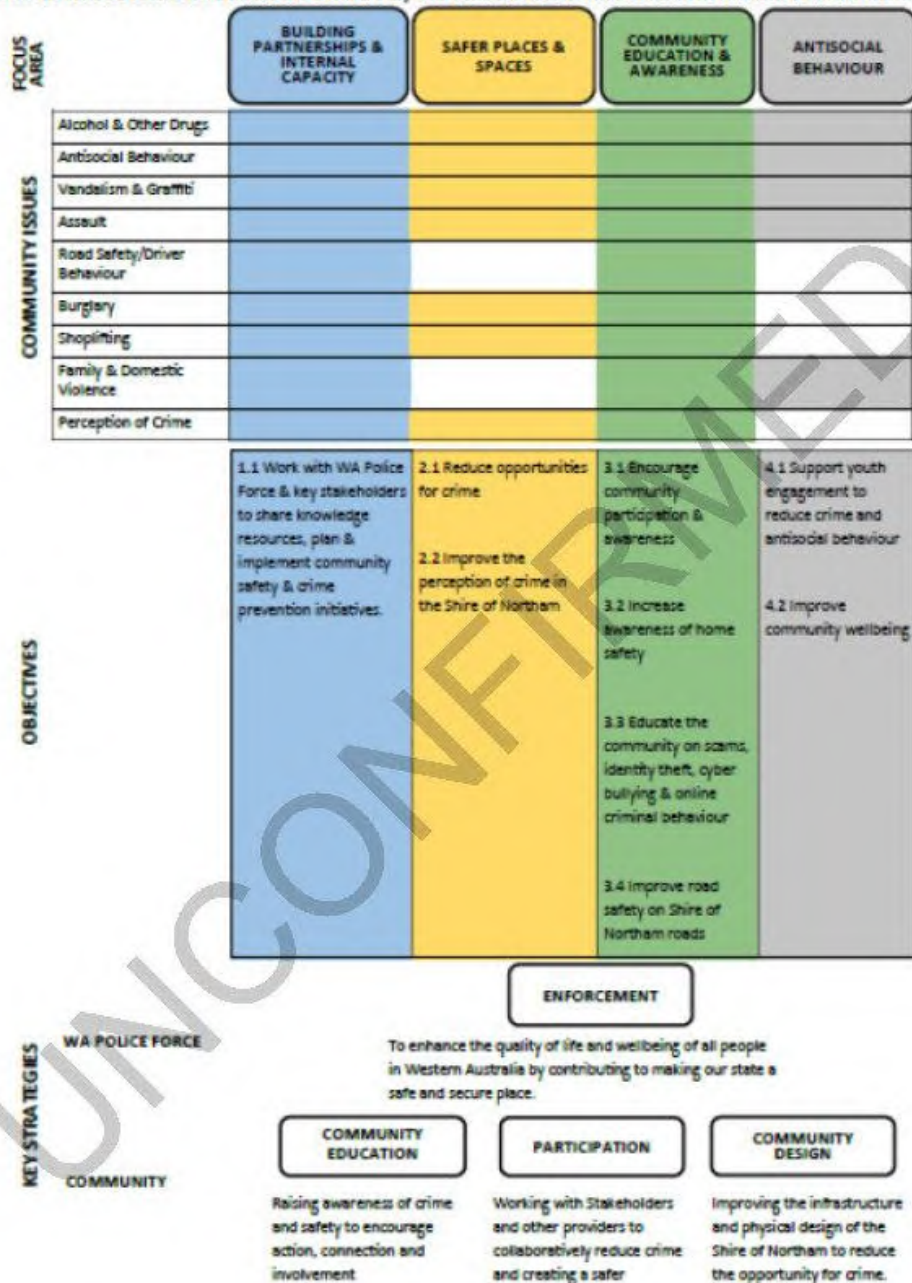 FOCUS
AREA
BUILDING
PARTNERSHIPS &
INTERNAL
CAPACITY
SAFER PLACES &
SPACES
COMMUNITY
EDUCATION &
AWARENESS
ANTISOCIAL
BEHAVIOUR
COMMUNITY ISSUES
Alcohol & Other Drugs
Antisocial Behaviour
Vandalism & Graffiti
Assault
Road Safety/Driver
Behaviour
Burglary
Shoplifting
Family & Domestic
Violence
Perception of Crime
OBJECTIVES
1.1 Work with WA Police
Force & key stakeholders
to share knowledge
resources, plan &
implement community
safety & crime
prevention initiatives.
2.1 Reduce opportunities
for crime
2.2 Improve the
perception of crime in
the Shire of Northam
3.1 Encourage
community
participation &
awareness
3.2 Increase
awareness of home
safety
3.3 Educate the
community on scams,
identity theft, cyber
bullying & online
criminal behaviour
3.4 Improve road
safety on Shire of
Northam roads
4.1 Support youth
engagement to
reduce crime and
antisocial behaviour
4.2 Improve
community wellbeing
KEY STRATEGIES
WA POLICE FORCE
ENFORCEMENT
To enhance the quality of life and wellbeing of all people
in Western Australia by contributing to making our state a
safe and secure place.
COMMUNITY
COMMUNITY
EDUCATION
Raising awareness of crime
and safety to encourage
action, connection and
involvement
PARTICIPATION
Working with Stakeholders
and other providers to
collaboratively reduce crime
and creating a safer
COMMUNITY
DESIGN
Improving the infrastructure
and physical design of the
Shire of Northam to reduce
the opportunity for crime.
UNCONFIRMED